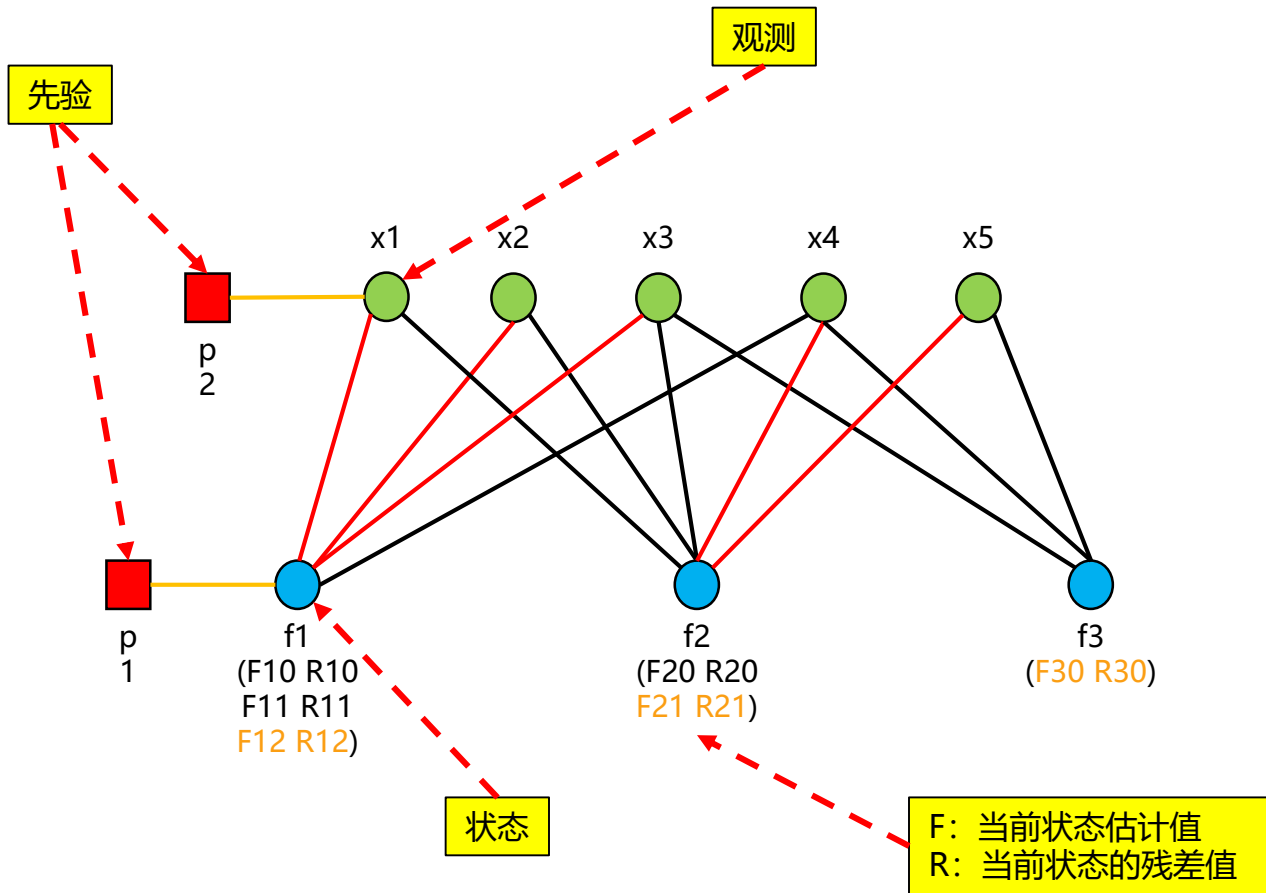 观测
先验
x1
x2
x3
x4
x5
p
2
p
1
f1
(F10 R10
F11 R11
F12 R12)
f2
(F20 R20
F21 R21)
f3
(F30 R30)
状态
F：当前状态估计值
R：当前状态的残差值